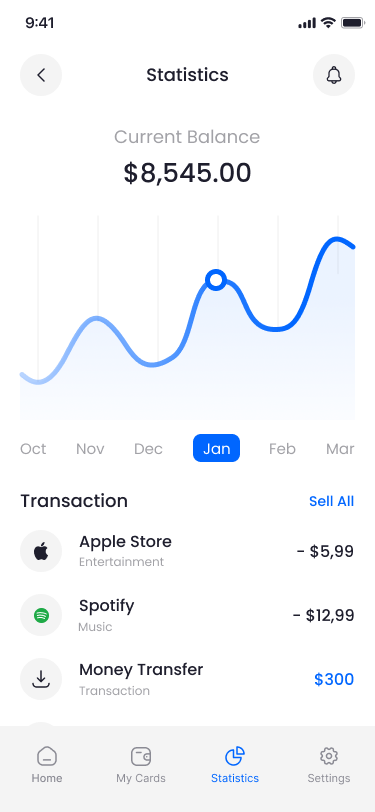 9:41
Statistics
Current Balance
$8,545.00
Oct Nov Dec Jan Feb Mar
Transaction Sell All
Apple Store
Entertainment
- $5,99
Spotify
Music
- $12,99
Money Transfer
Transaction
$300
Home My Cards Statistics Settings